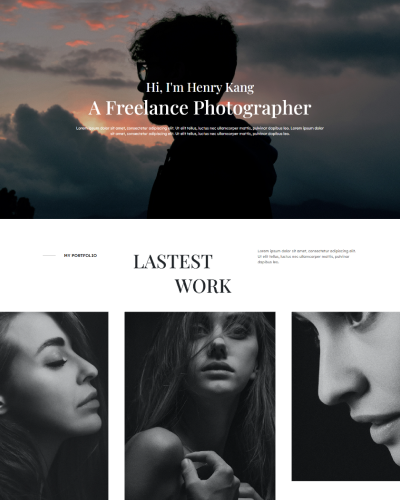 Hi, I'm Henry Kang
A Freelance Photographer
Lorem ipsum dolor sit amet, consectetur adipiscing elit. Ut elit tellus, luctus nec ullamcorper mattis, pulvinar dapibus leo. Lorem ipsum dolor
sit amet, consectetur adipiscing elit. Ut elit tellus, luctus nec ullamcorper mattis, pulvinar dapibus leo.
MY PORTFOLIO
LASTEST
WORK
Lorem ipsum dolor sit amet, consectetur adipiscing elit.
Ut elit tellus, luctus nec ullamcorper mattis, pulvinar
dapibus leo.